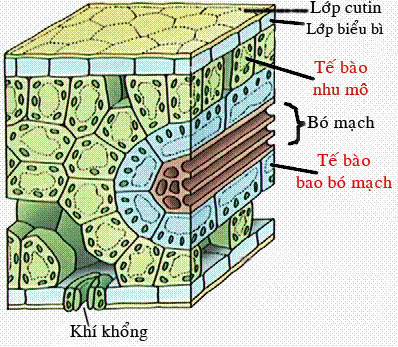 Lớp cutin
Lớp biểu bì
Tế bào
nhu mô
Bó mạch
Tế bào
bao bó mạch
Khí khổng